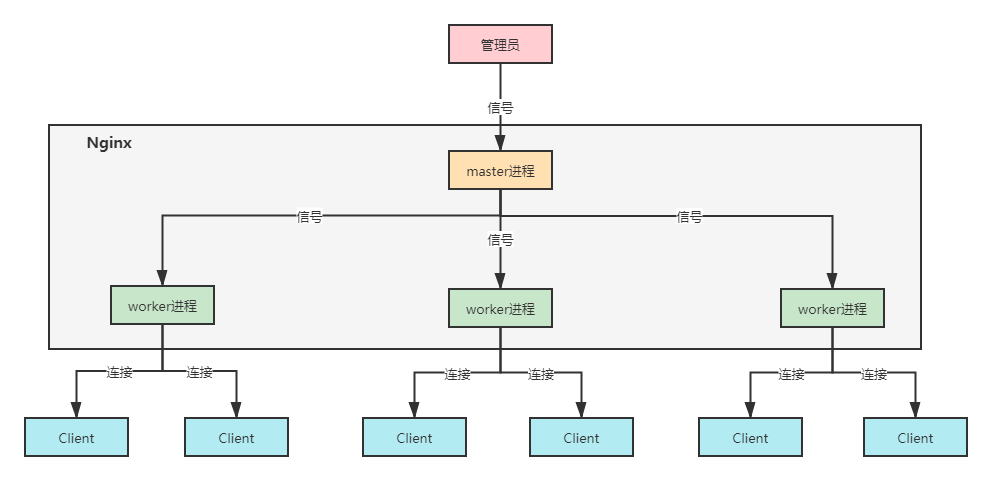 管理员
信号
Nginx
master进程
信号
信号
信号
worker进程
worker进程
worker进程
连接
连接
连接
连接
连接
连接
Client
Client
Client
Client
Client
Client